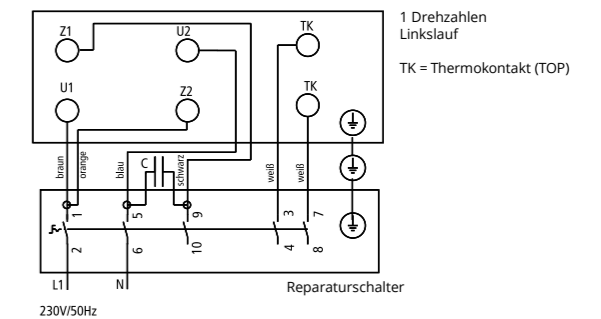 1 Drehzahlen
Linkslauf
TK = Thermokontakt (TOP)
Z1
U2
TK
U1
Z2
TK
braun
orange
blau
C
schwarz
weiß
weiß
1
5
9
3
7
2
6
10
4
8
L1
N
Reparaturschalter
230V/50Hz